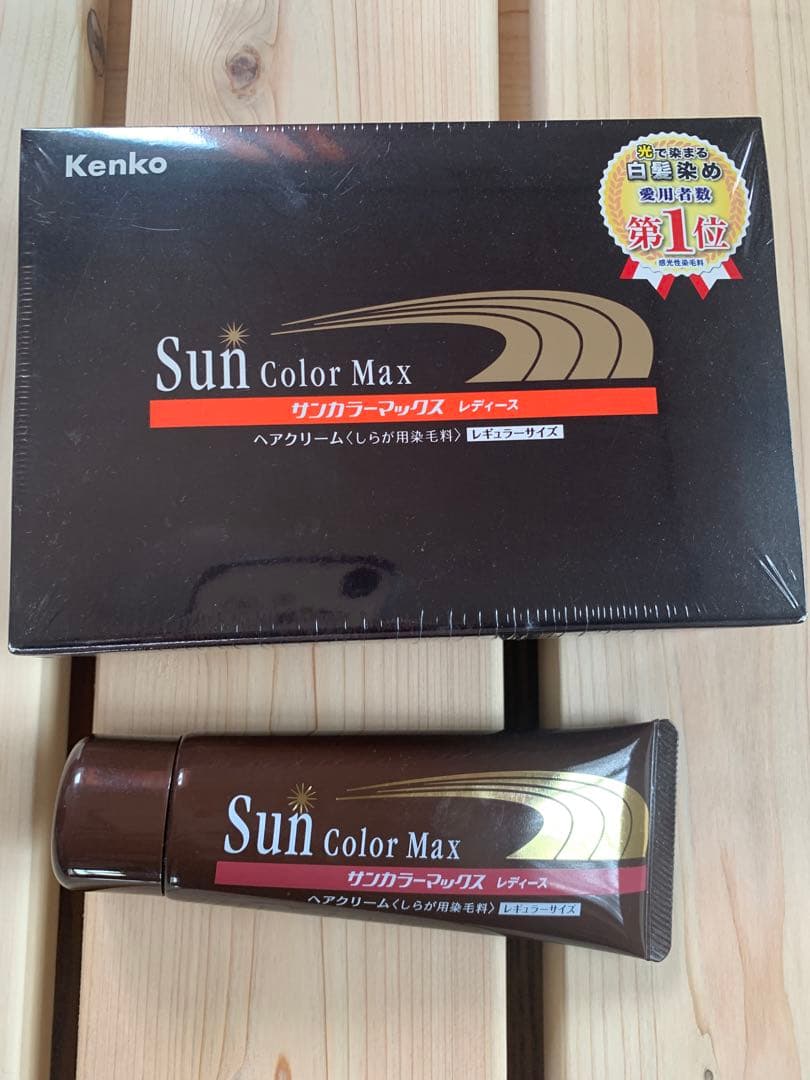 Kenko
光で染まる
白髪染め
愛用者数
第1位
感光性染毛料
Sun Color Max
サンカラーマックス レディース
ヘアクリーム〈しらが用染毛料〉 レギュラーサイズ
Sun Color Max
サンカラーマックス レディース
ヘアクリーム〈しらが用染毛料〉 レギュラーサイズ